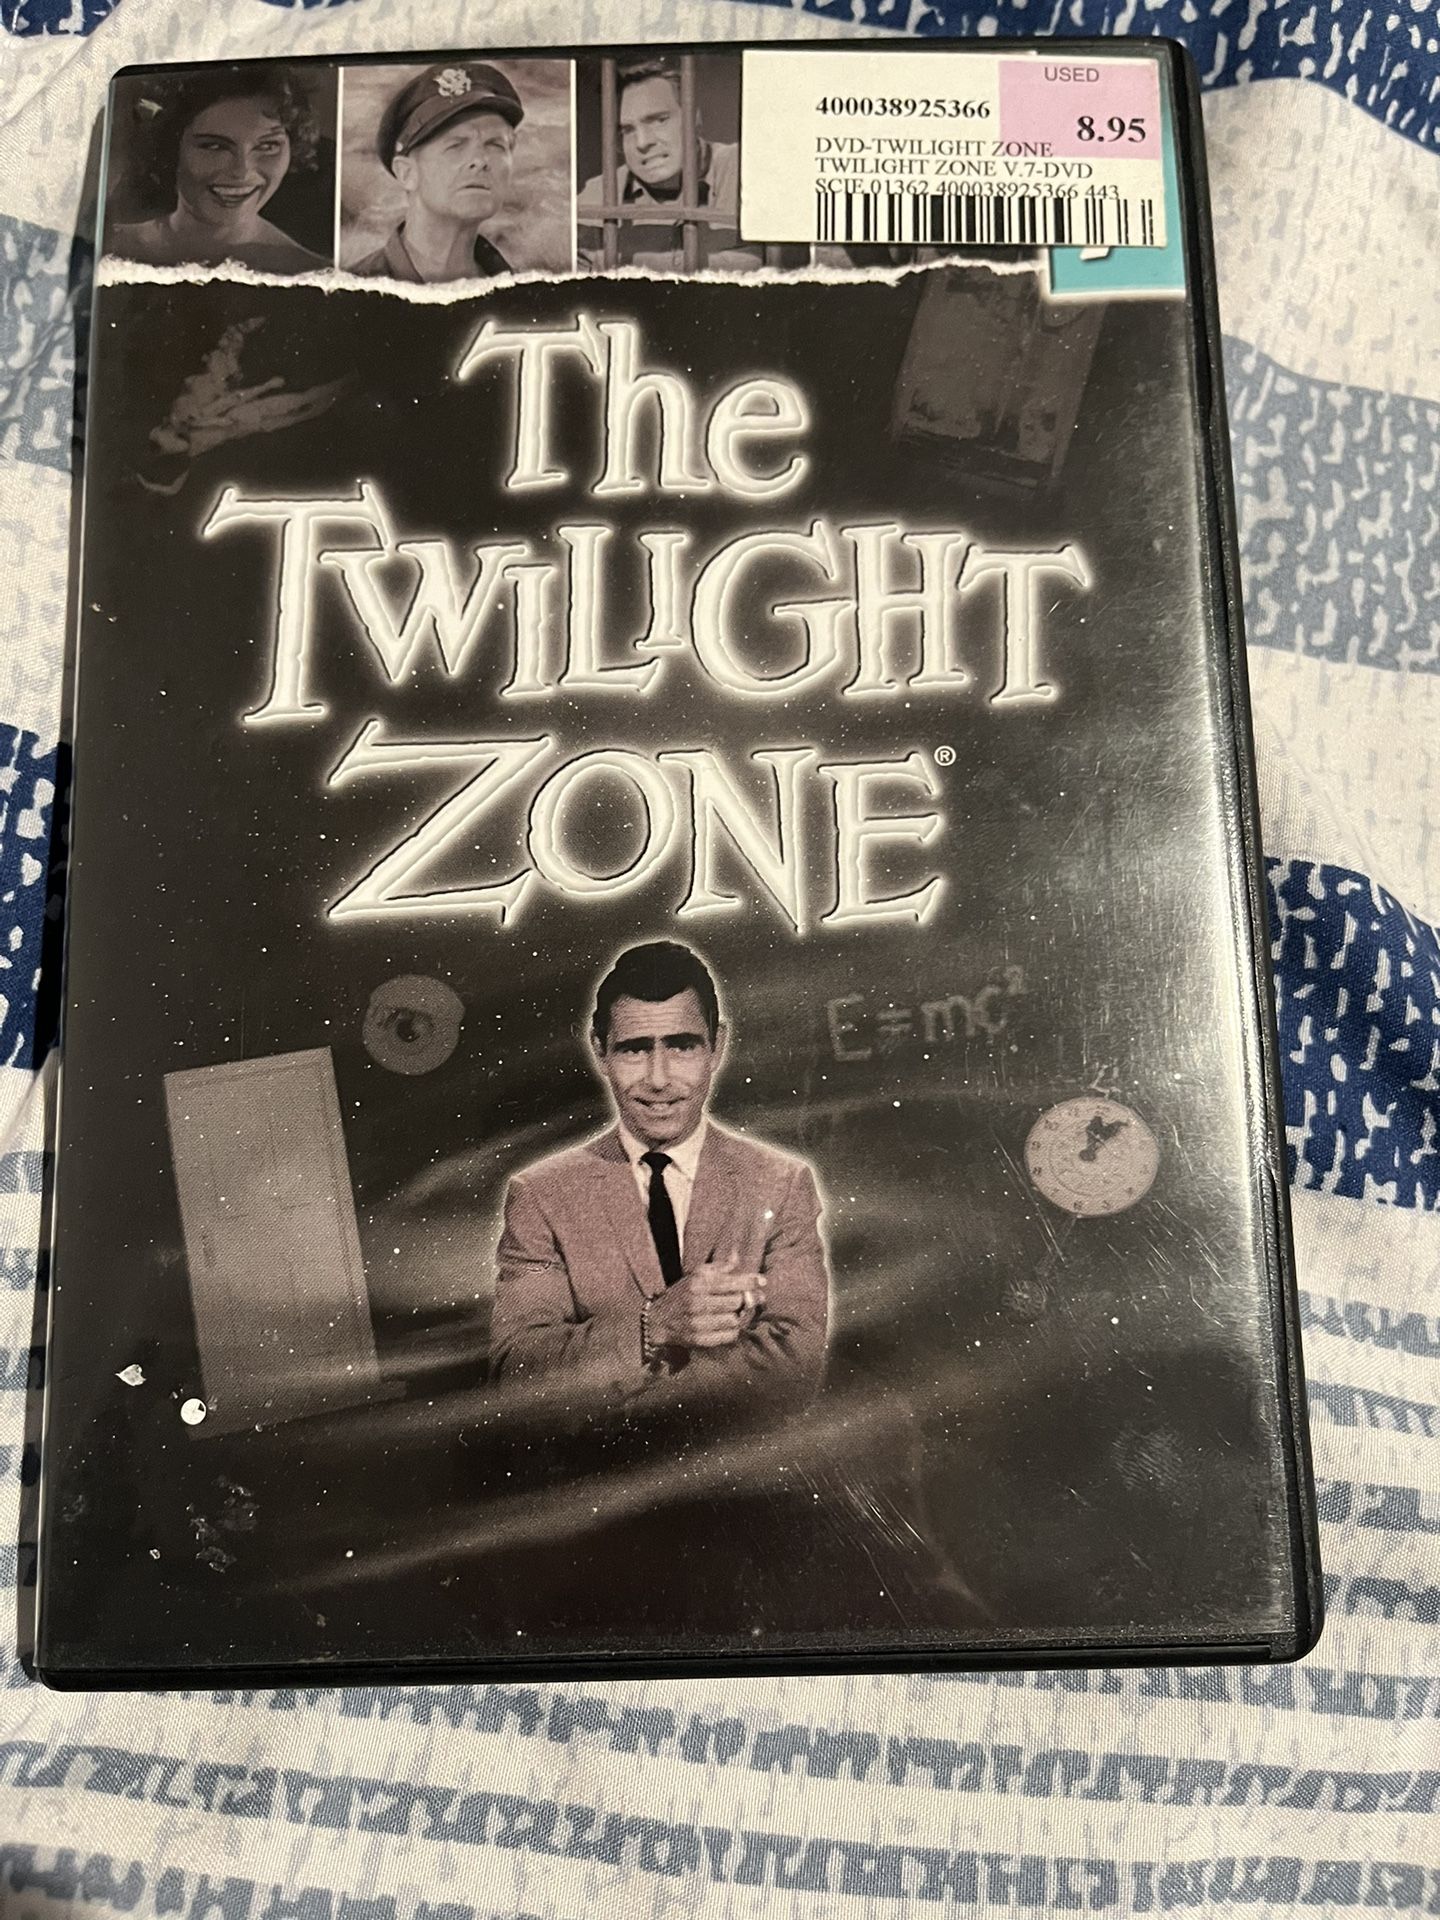 USED
400038925366
8.95
DVD-TWILIGHT ZONE
TWILIGHT ZONE V.7-DVD
SCIE 01362 400038925366 443
The
TWILIGHT
ZONE®
E=mc²